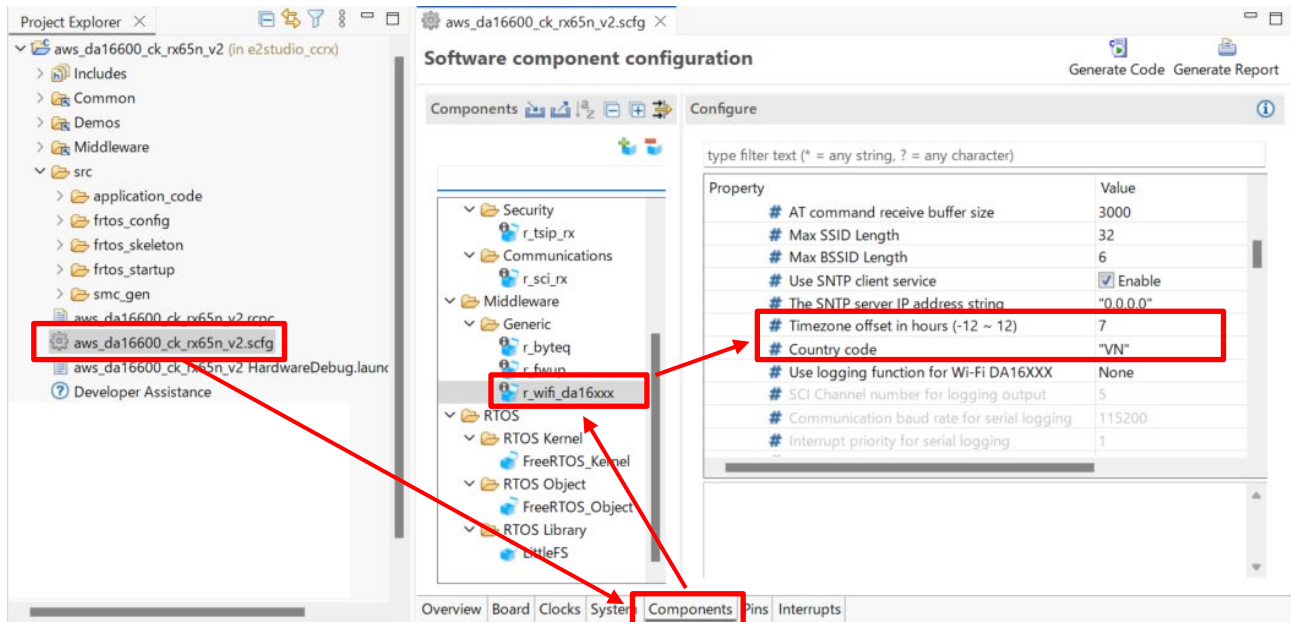 Project Explorer
aws_da16600_ck_rx65n_v2 (in e2studio_ccrx)
Includes
Common
Demos
Middleware
src
application_code
frtos_config
frtos_skeleton
frtos_startup
smc_gen
aws_da16600_ck_rx65n_v2.rcpc
aws_da16600_ck_rx65n_v2.scfg
aws_da16600_ck_rx65n_v2 HardwareDebug.launc
Developer Assistance
aws_da16600_ck_rx65n_v2.scfg
Software component configuration
Generate Code Generate Report
Components
Security
r_tsip_rx
Communications
r_sci_rx
Middleware
Generic
r_byteq
r_fwup
r_wifi_da16xxx
RTOS
RTOS Kernel
FreeRTOS_Kernel
RTOS Object
FreeRTOS_Object
RTOS Library
LittleFS
Configure
type filter text (* = any string, ? = any character)
Property Value
# AT command receive buffer size 3000
# Max SSID Length 32
# Max BSSID Length 6
# Use SNTP client service Enable
# The SNTP server IP address string "0.0.0.0"
# Timezone offset in hours (-12 ~ 12) 7
# Country code "VN"
# Use logging function for Wi-Fi DA16XXX None
# SCI Channel number for logging output 5
# Communication baud rate for serial logging 115200
# Interrupt priority for serial logging 1
Overview Board Clocks System Components Pins Interrupts